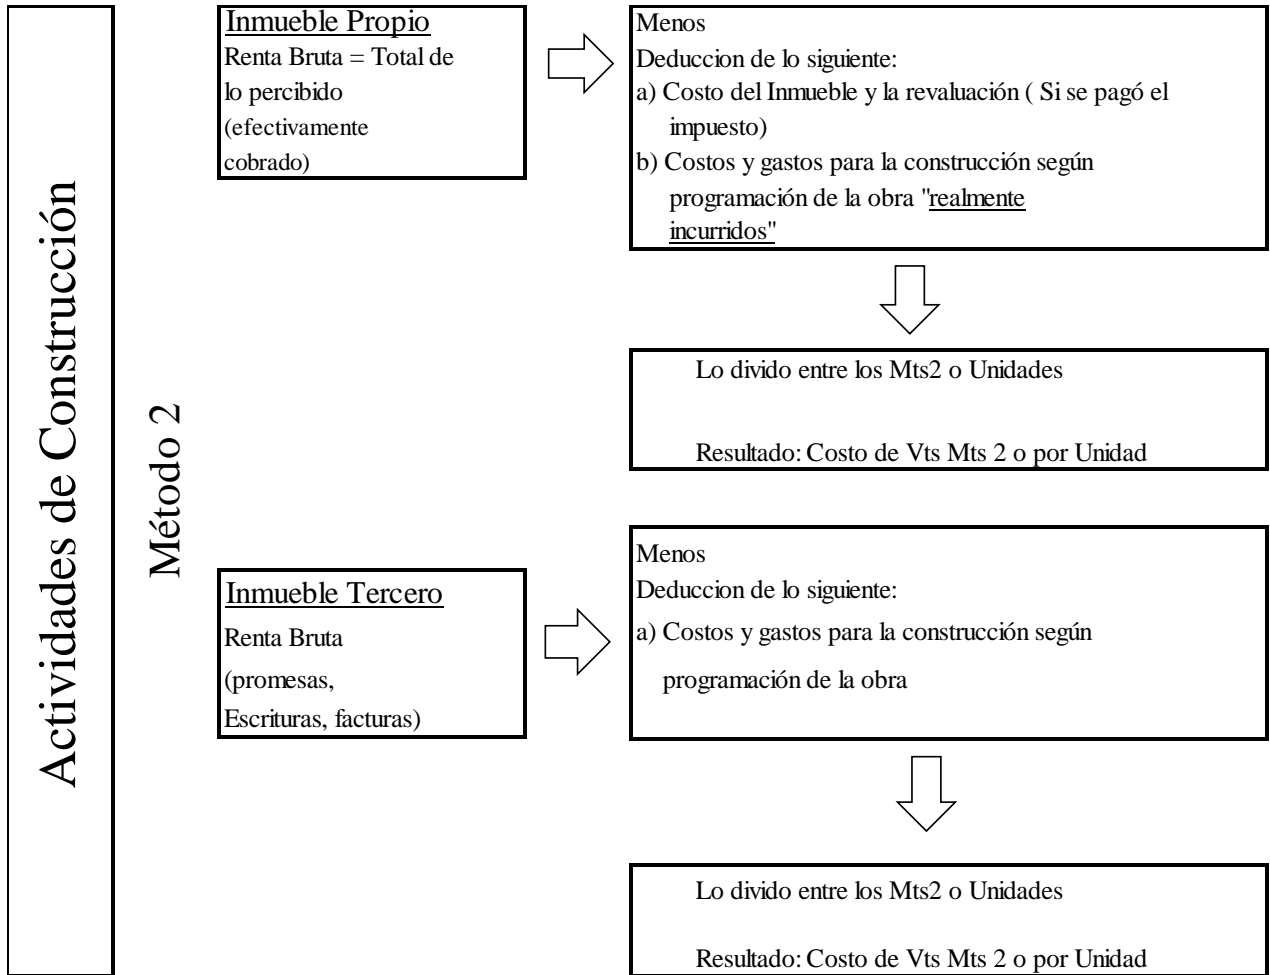 Actividades de Construcción
Método 2
Inmueble Propio
Renta Bruta = Total de
lo percibido
(efectivamente
cobrado)
Menos
Deduccion de lo siguiente:
a) Costo del Inmueble y la revaluación ( Si se pagó el
impuesto)
b) Costos y gastos para la construcción según
programación de la obra "realmente
incurridos"
Lo divido entre los Mts2 o Unidades
Resultado: Costo de Vts Mts 2 o por Unidad
Inmueble Tercero
Renta Bruta
(promesas,
Escrituras, facturas)
Menos
Deduccion de lo siguiente:
a) Costos y gastos para la construcción según
programación de la obra
Lo divido entre los Mts2 o Unidades
Resultado: Costo de Vts Mts 2 o por Unidad